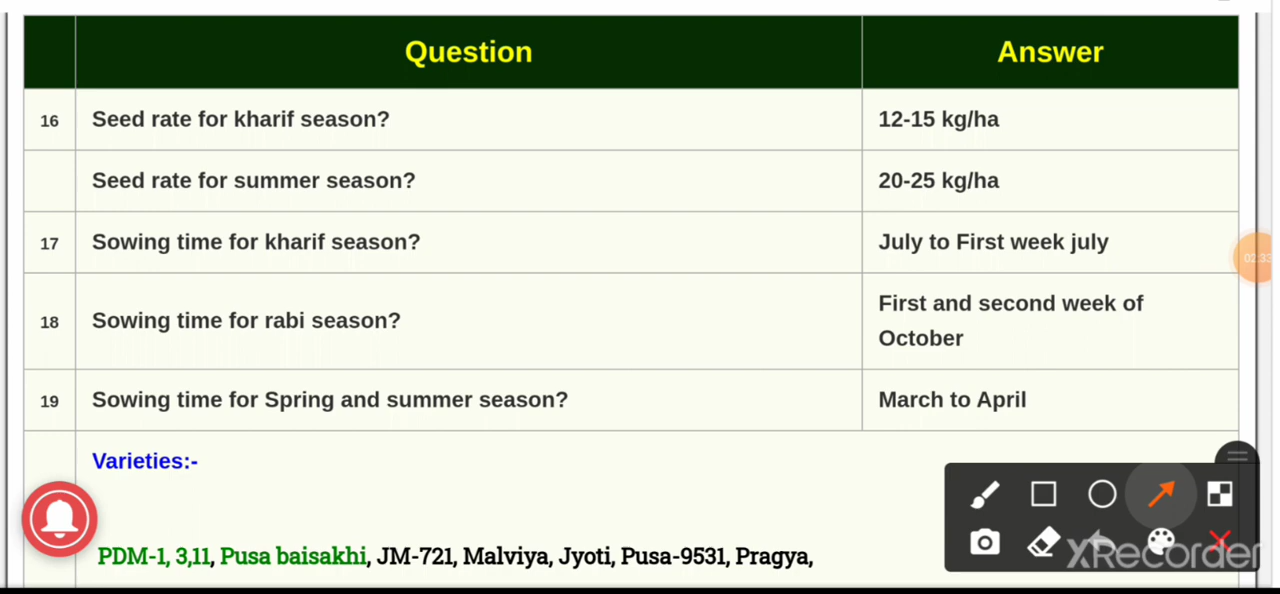 Question Answer
16 Seed rate for kharif season? 12-15 kg/ha
Seed rate for summer season? 20-25 kg/ha
17 Sowing time for kharif season? July to First week july
18 Sowing time for rabi season? First and second week of
October
19 Sowing time for Spring and summer season? March to April
Varieties:-
PDM-1, 3,11, Pusa baisakhi, JM-721, Malviya, Jyoti, Pusa-9531, Pragya,
02:33
XRecorder